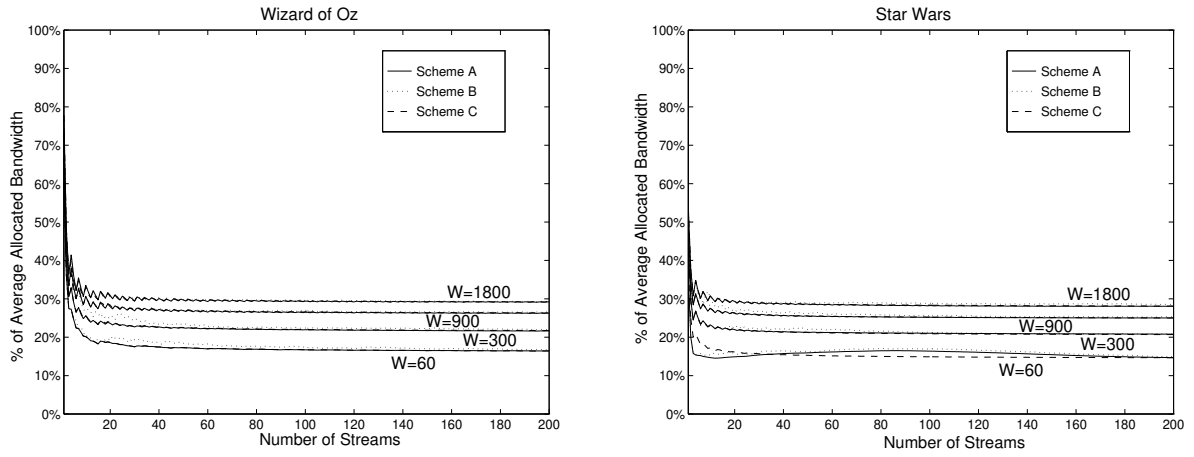 Wizard of Oz
% of Average Allocated Bandwidth
100%
90%
80%
70%
60%
50%
40%
30%
20%
10%
0%
Scheme A
Scheme B
Scheme C
W=1800
W=900
W=300
W=60
20 40 60 80 100 120 140 160 180 200
Number of Streams
Star Wars
% of Average Allocated Bandwidth
100%
90%
80%
70%
60%
50%
40%
30%
20%
10%
0%
Scheme A
Scheme B
Scheme C
W=1800
W=900
W=300
W=60
20 40 60 80 100 120 140 160 180 200
Number of Streams